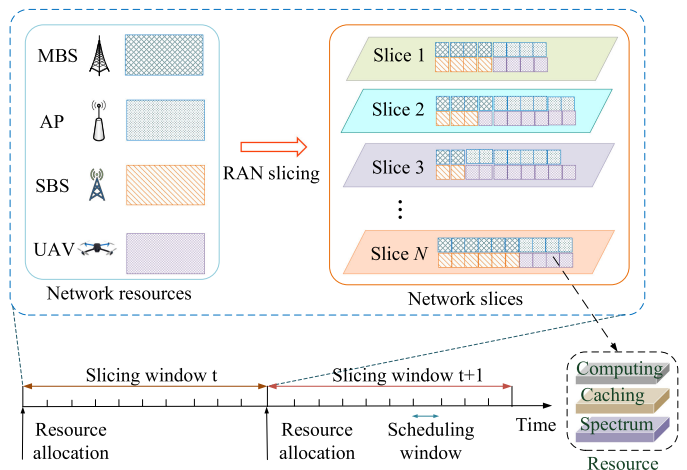 MBS
AP
SBS
UAV
Network resources
RAN slicing
Slice 1
Slice 2
Slice 3
Slice N
Network slices
Slicing window t
Slicing window t+1
Time
Resource
allocation
Resource
allocation
Scheduling
window
Computing
Caching
Spectrum
Resource